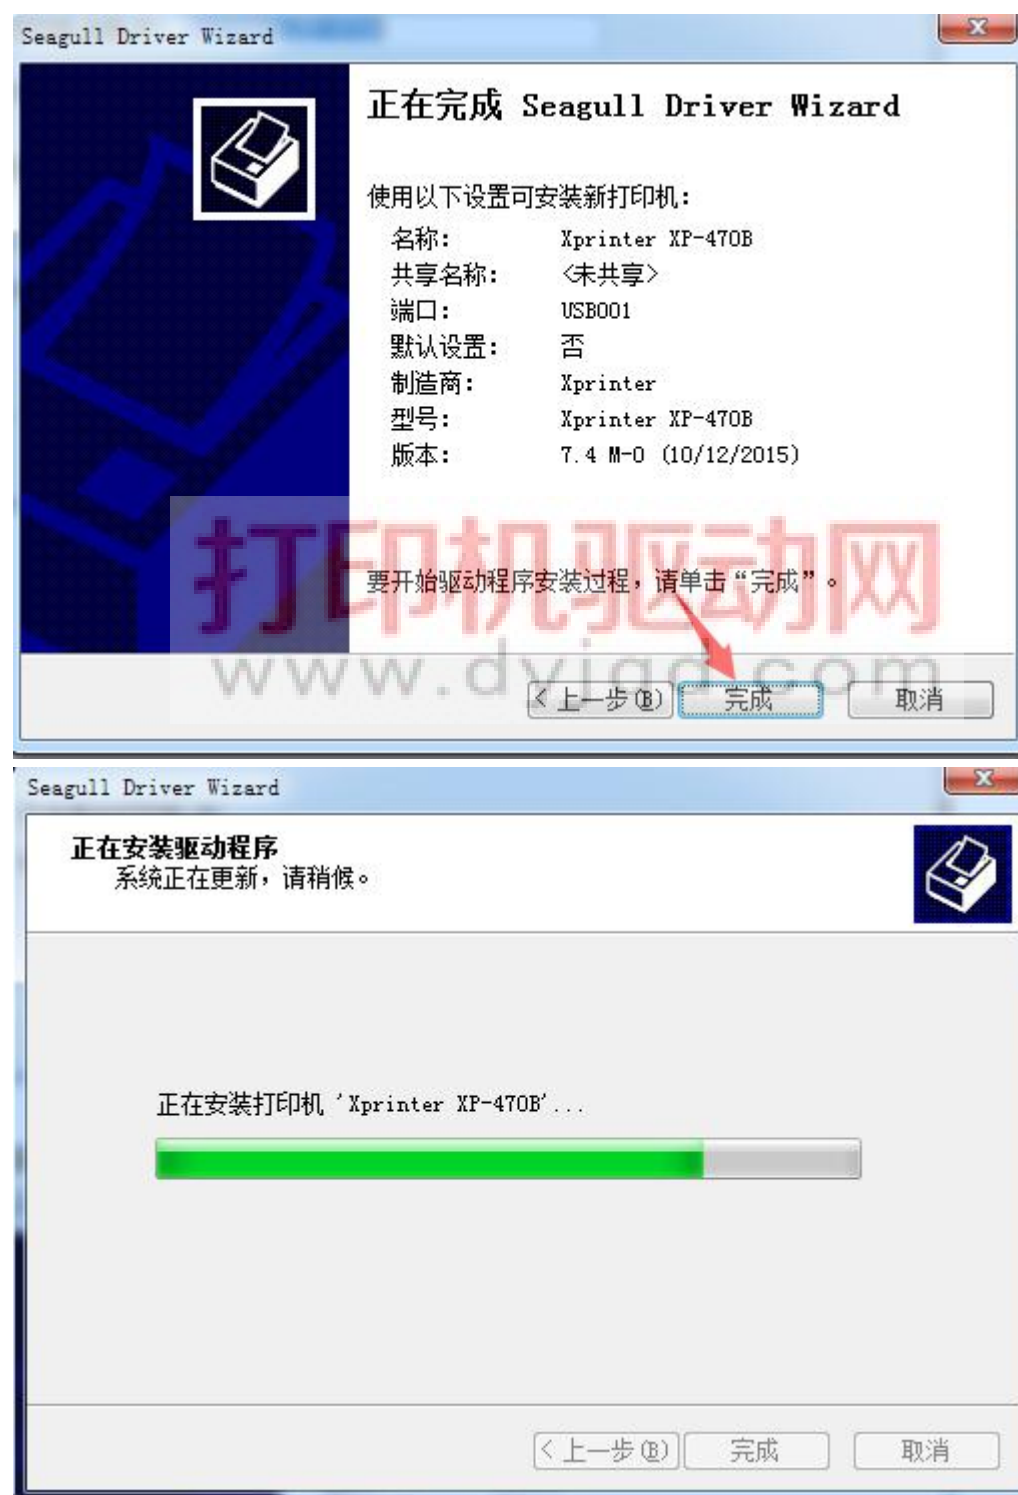 Seagull Driver Wizard
正在完成 Seagull Driver Wizard
使用以下设置可安装新打印机：
名称： Xprinter XP-470B
共享名称： <未共享>
端口： USB001
默认设置： 否
制造商： Xprinter
型号： Xprinter XP-470B
版本： 7.4 M-0 (10/12/2015)
打印机驱动网
要开始驱动程序安装过程，请单击“完成”。
www.dyjqd.com
<上一步(B) 完成 取消
Seagull Driver Wizard
正在安装驱动程序
系统正在更新，请稍候。
正在安装打印机 'Xprinter XP-470B'...
<上一步(B) 完成 取消